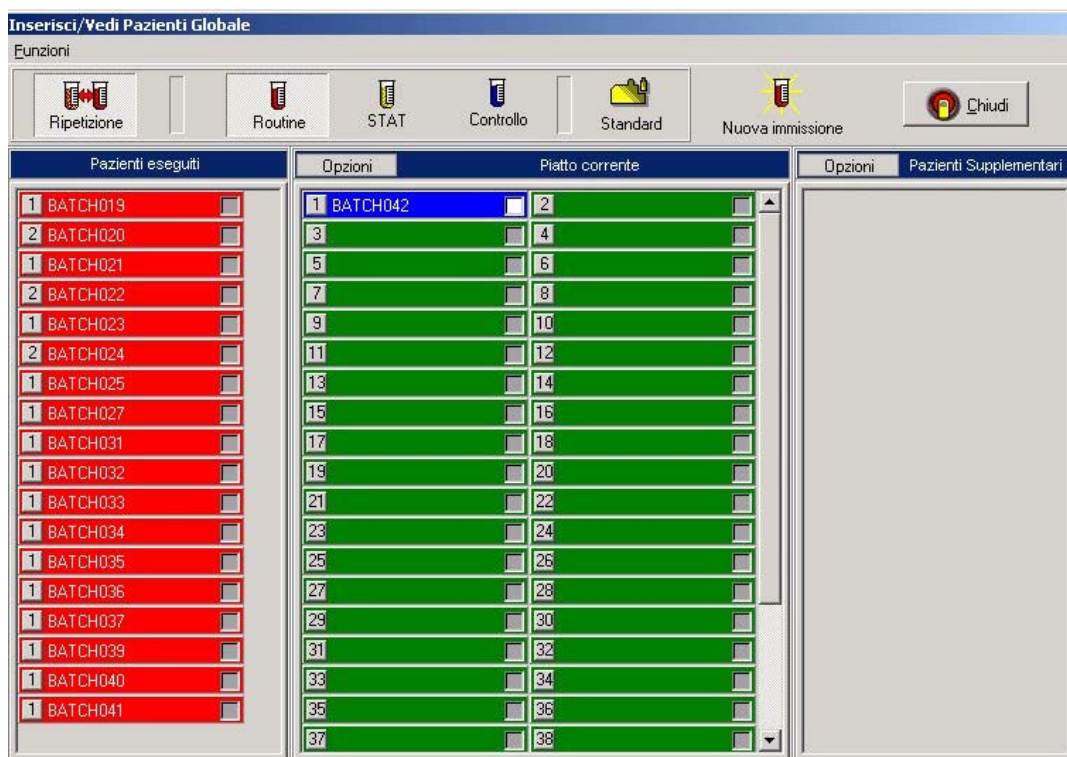 Inserisci/Vedi Pazienti Globale
Funzioni
Ripetizione Routine STAT Controllo Standard Nuova immissione Chiudi
Pazienti eseguiti
1 BATCH019
2 BATCH020
1 BATCH021
2 BATCH022
1 BATCH023
2 BATCH024
1 BATCH025
1 BATCH027
1 BATCH031
1 BATCH032
1 BATCH033
1 BATCH034
1 BATCH035
1 BATCH036
1 BATCH037
1 BATCH039
1 BATCH040
1 BATCH041
Opzioni Piatto corrente
1 BATCH042 2
3 4
5 6
7 8
9 10
11 12
13 14
15 16
17 18
19 20
21 22
23 24
25 26
27 28
29 30
31 32
33 34
35 36
37 38
Opzioni Pazienti Supplementari